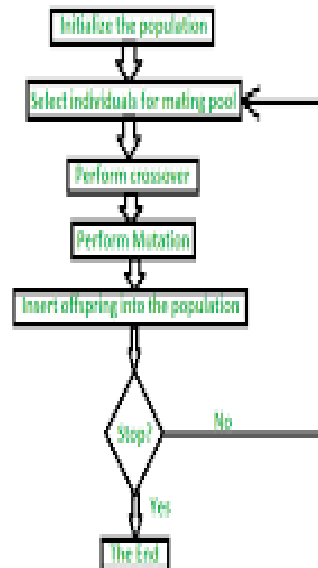 Initialize the population
Select individuals for mating pool
Perform crossover
Perform Mutation
Insert offspring into the population
Stop?
No
Yes
The End